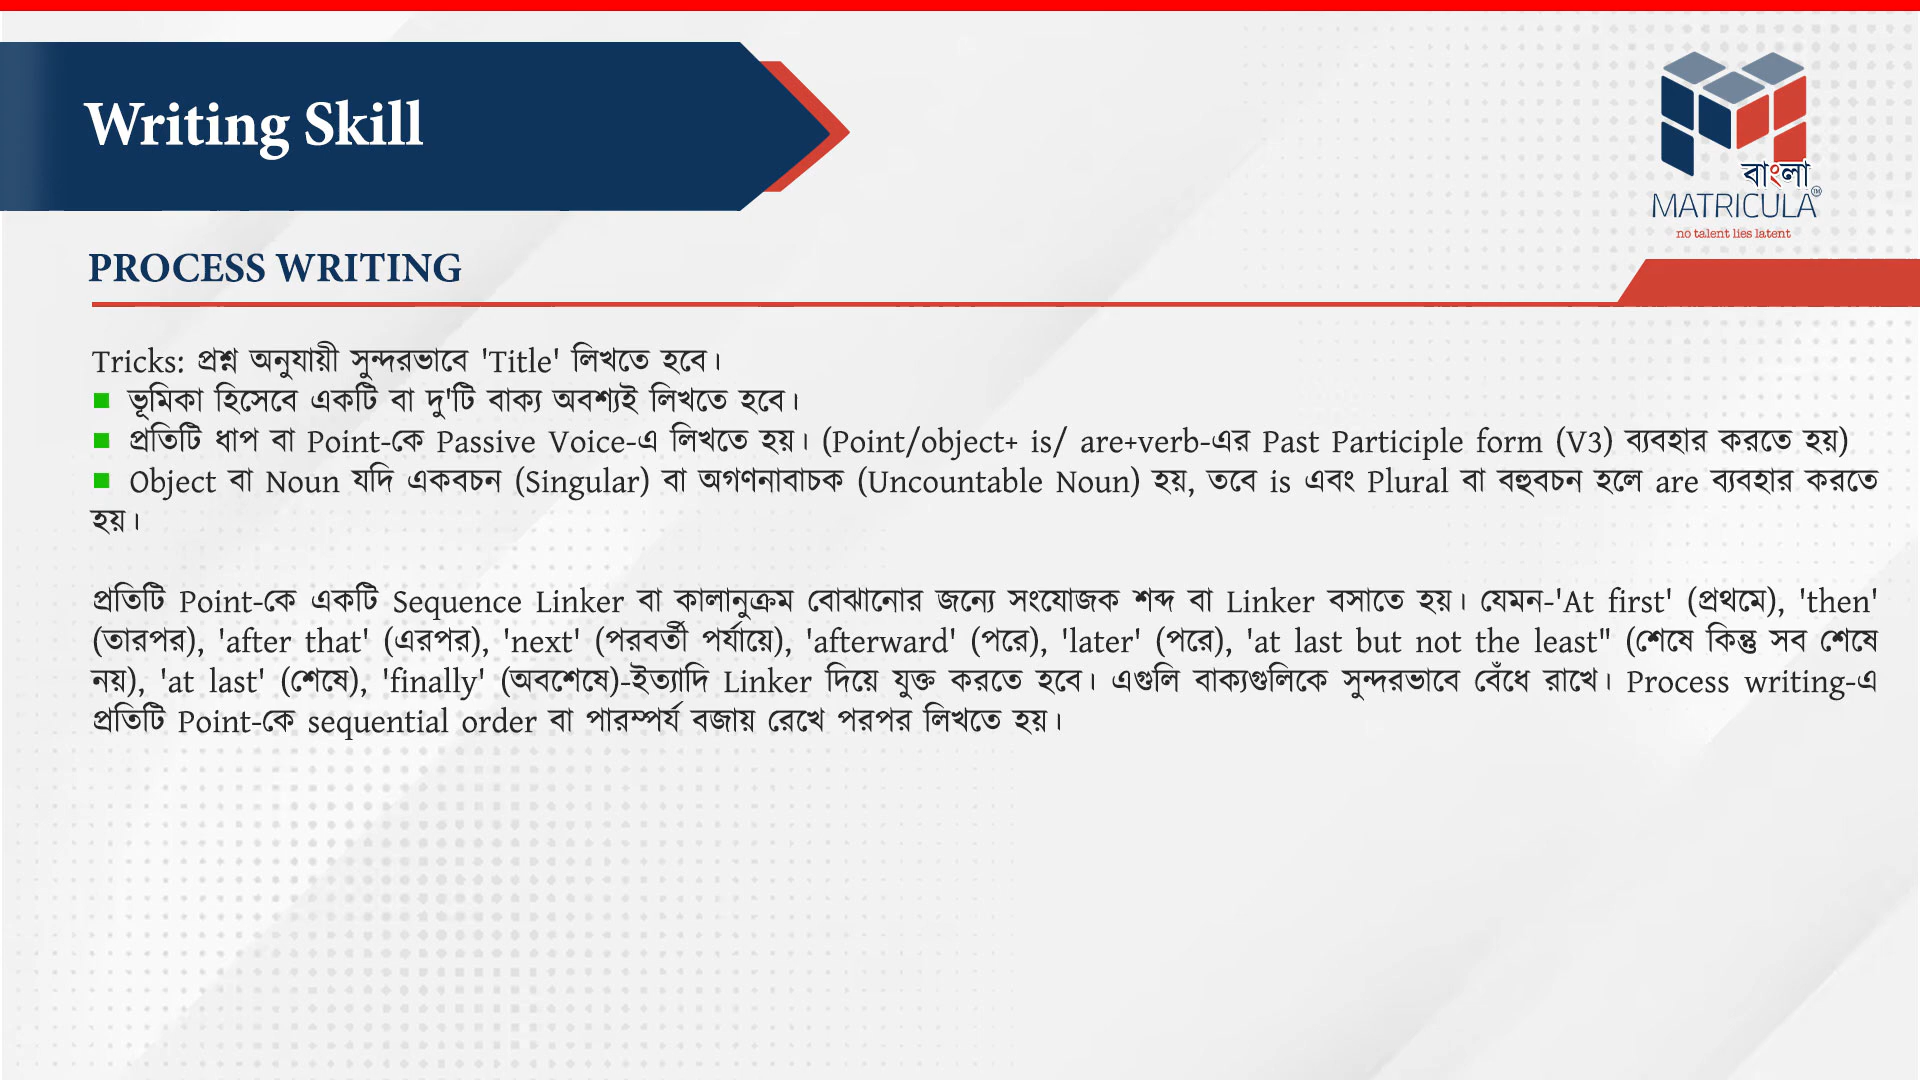 Writing Skill
বাংলা
MATRICULA™
no talent lies latent
PROCESS WRITING
Tricks: প্রশ্ন অনুযায়ী সুন্দরভাবে 'Title' লিখতে হবে।
■ ভূমিকা হিসেবে একটি বা দু'টি বাক্য অবশ্যই লিখতে হবে।
■ প্রতিটি ধাপ বা Point-কে Passive Voice-এ লিখতে হয়। (Point/object+ is/ are+verb-এর Past Participle form (V3) ব্যবহার করতে হয়)
■ Object বা Noun যদি একবচন (Singular) বা অগণনাবাচক (Uncountable Noun) হয়, তবে is এবং Plural বা বহুবচন হলে are ব্যবহার করতে
হয়।
প্রতিটি Point-কে একটি Sequence Linker বা কালানুক্রম বোঝানোর জন্যে সংযোজক শব্দ বা Linker বসাতে হয়। যেমন-'At first' (প্রথমে), 'then'
(তারপর), 'after that' (এরপর), 'next' (পরবর্তী পর্যায়ে), 'afterward' (পরে), 'later' (পরে), 'at last but not the least" (শেষে কিন্তু সব শেষে
নয়), 'at last' (শেষে), 'finally' (অবশেষে)-ইত্যাদি Linker দিয়ে যুক্ত করতে হবে। এগুলি বাক্যগুলিকে সুন্দরভাবে বেঁধে রাখে। Process writing-এ
প্রতিটি Point-কে sequential order বা পারম্পর্য বজায় রেখে পরপর লিখতে হয়।